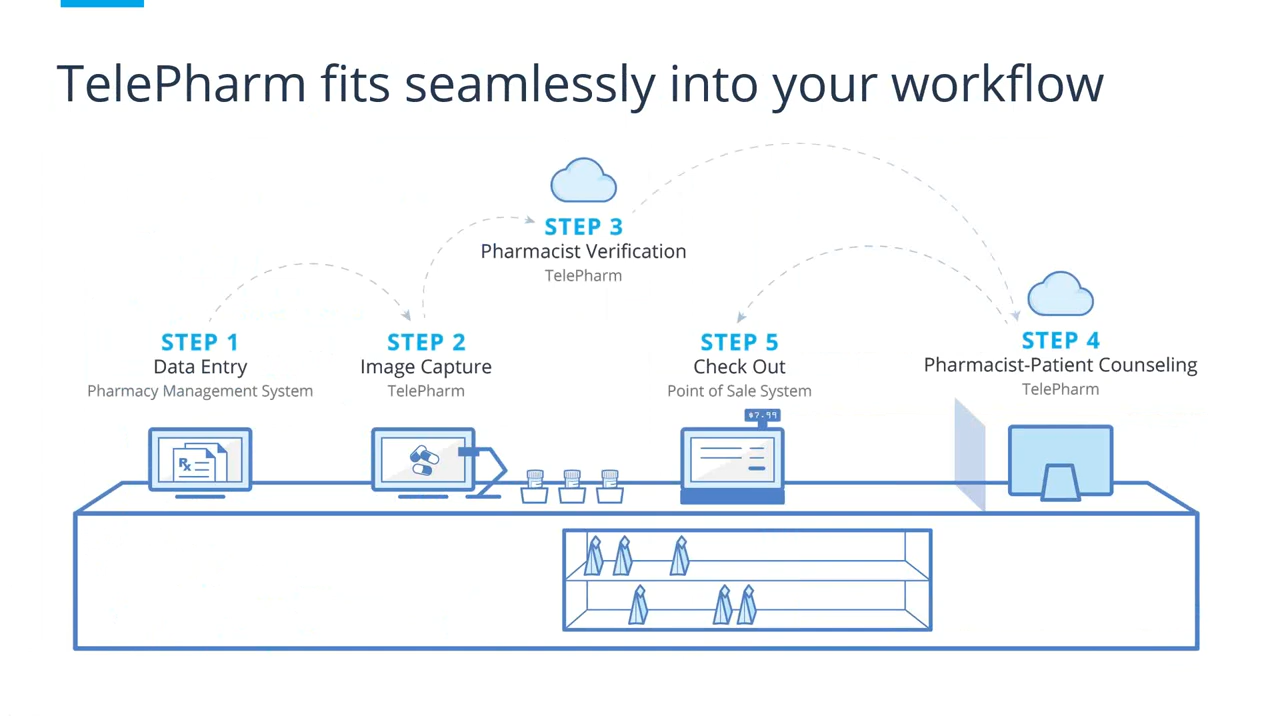 TelePharm fits seamlessly into your workflow
STEP 1
Data Entry
Pharmacy Management System
STEP 2
Image Capture
TelePharm
STEP 3
Pharmacist Verification
TelePharm
STEP 5
Check Out
Point of Sale System
STEP 4
Pharmacist-Patient Counseling
TelePharm
Rx
$7.99